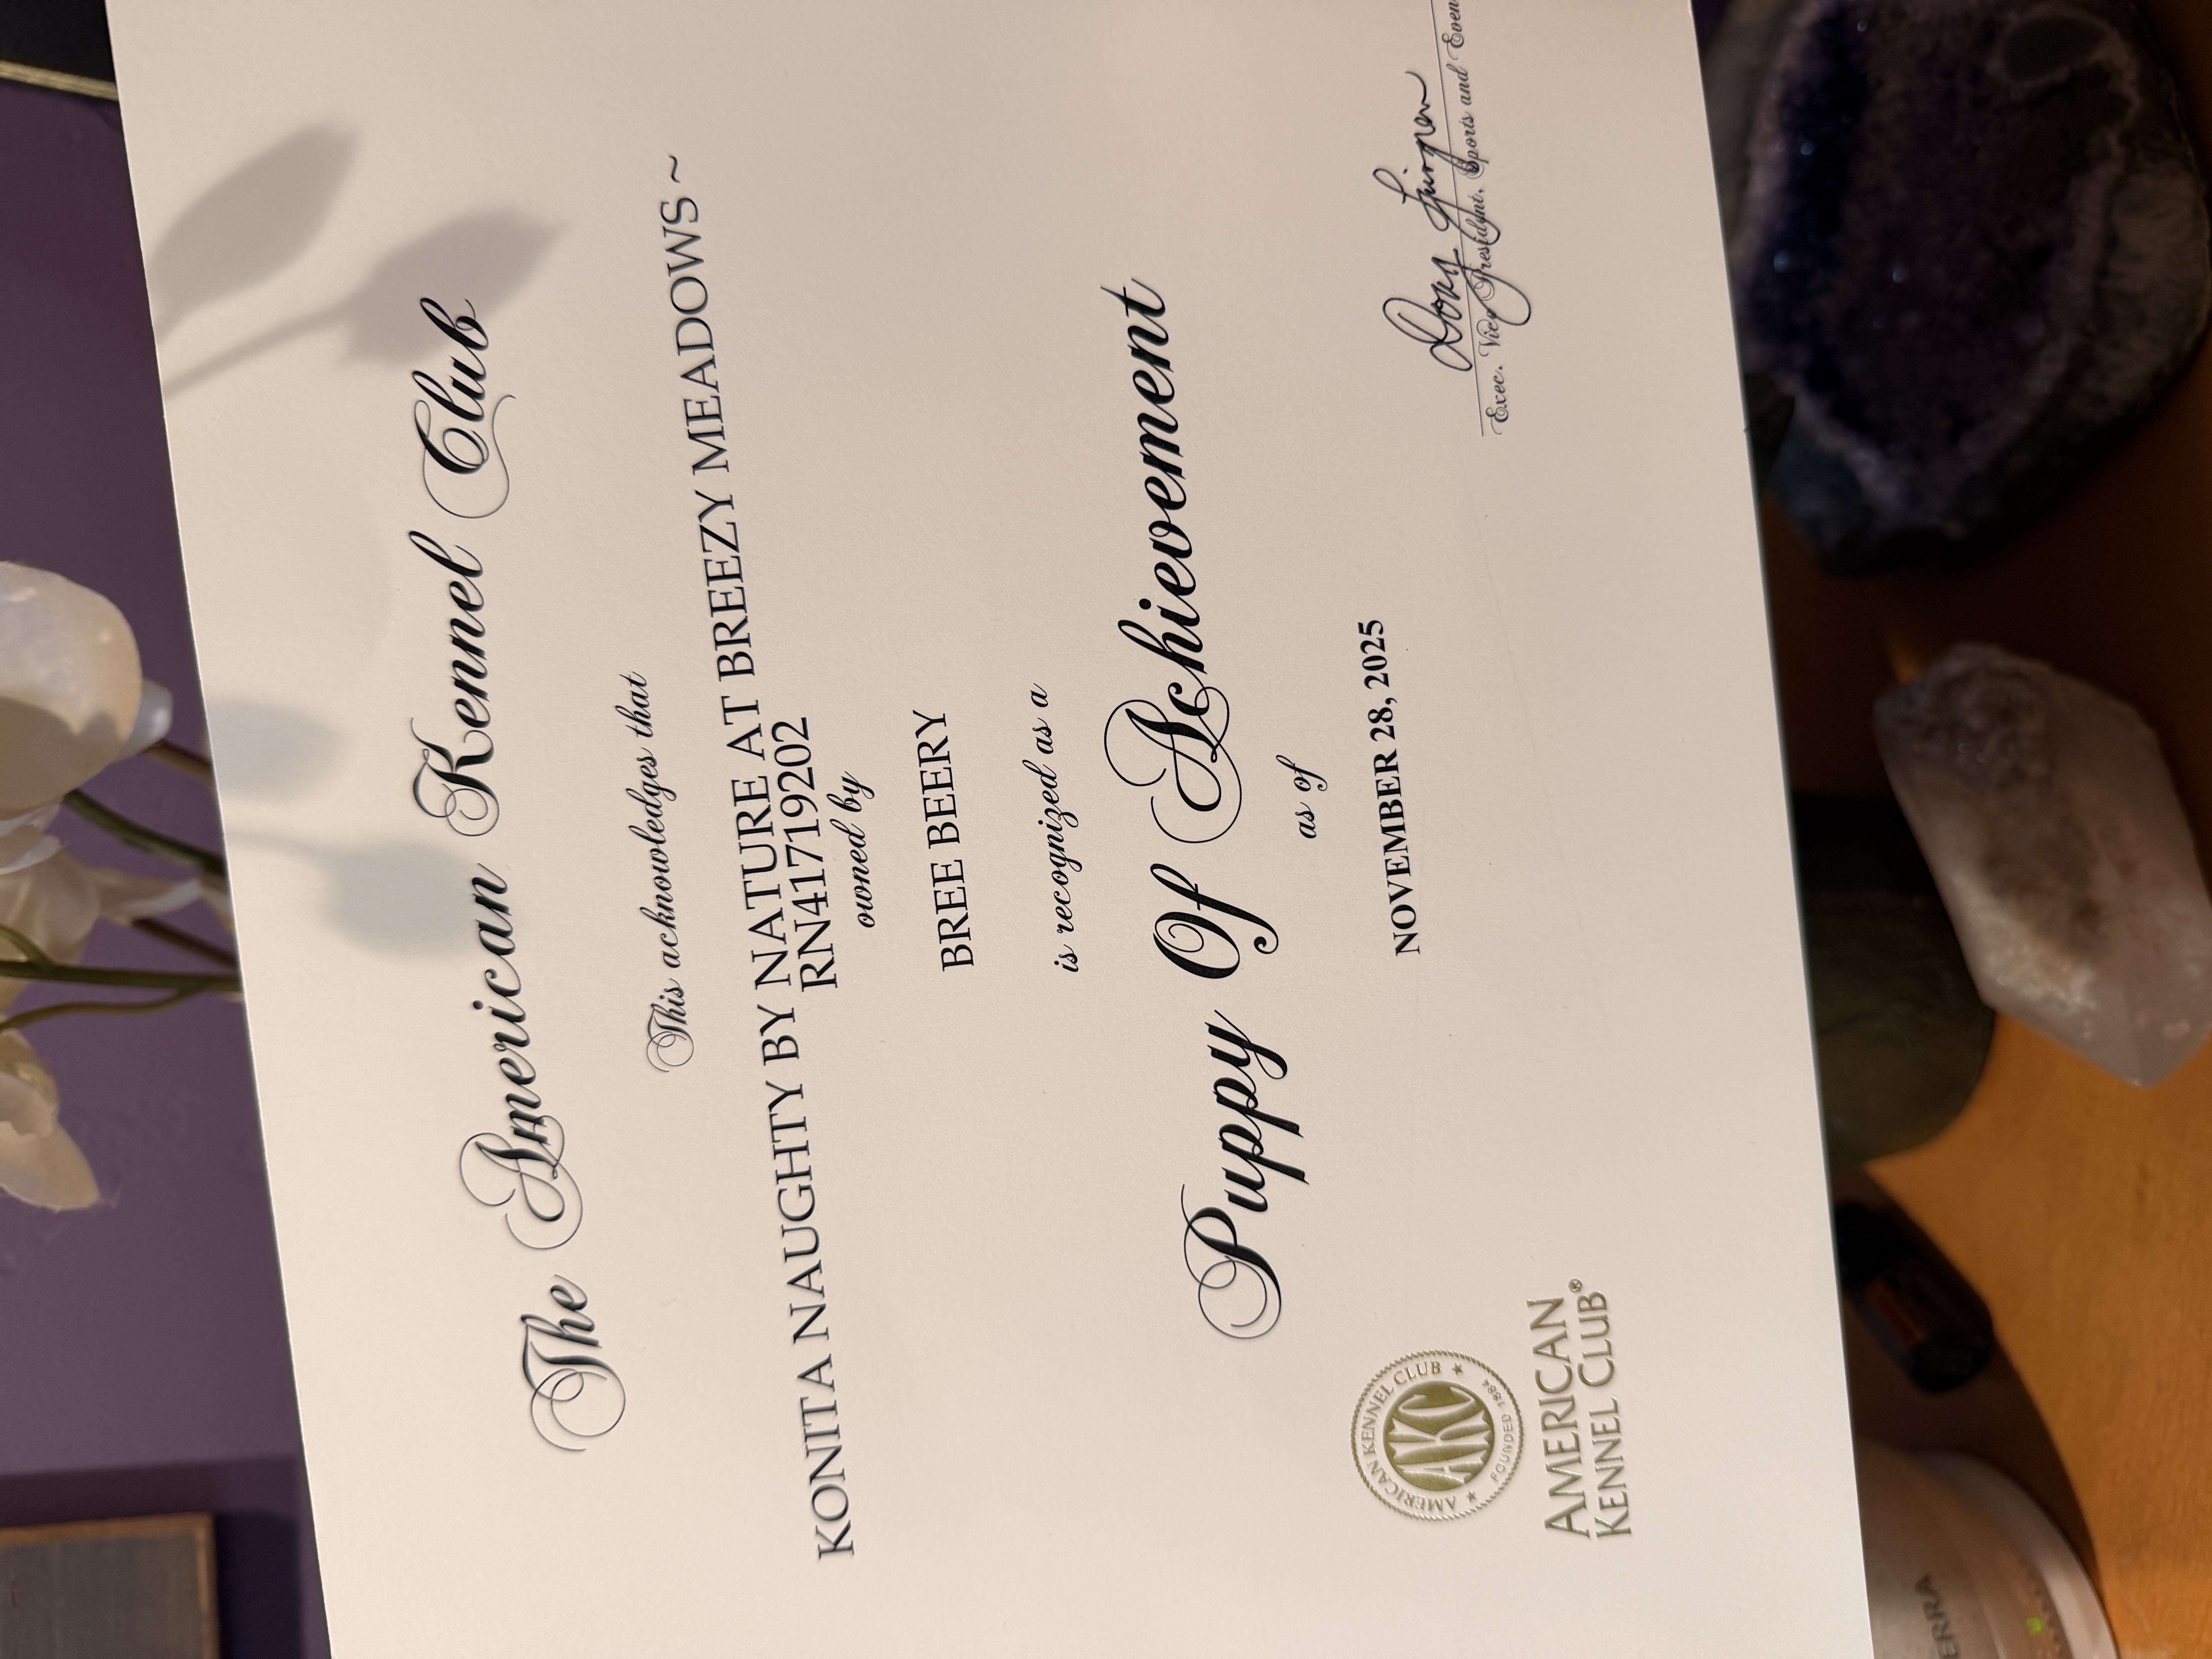 The American Kennel Club
This acknowledges that
KONITA NAUGHTY BY NATURE AT BREEZY MEADOWS ~
RN41719202
owned by
BREE BEERY
is recognized as a
Puppy Of Achievement
as of
NOVEMBER 28, 2025
Exec. Vice President, Sports and Even
AMERICAN KENNEL CLUB
AKC
FOUNDED 1884
AMERICAN
KENNEL CLUB®
ERRA